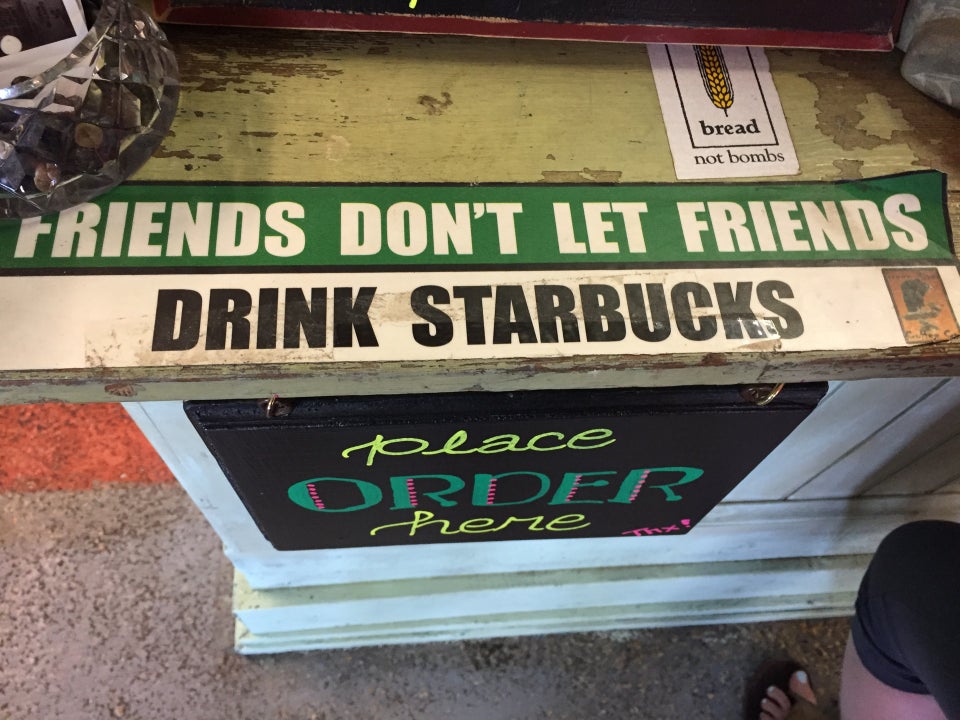 bread
not bombs
FRIENDS DON'T LET FRIENDS
DRINK STARBUCKS
place
ORDER
here
Thx!